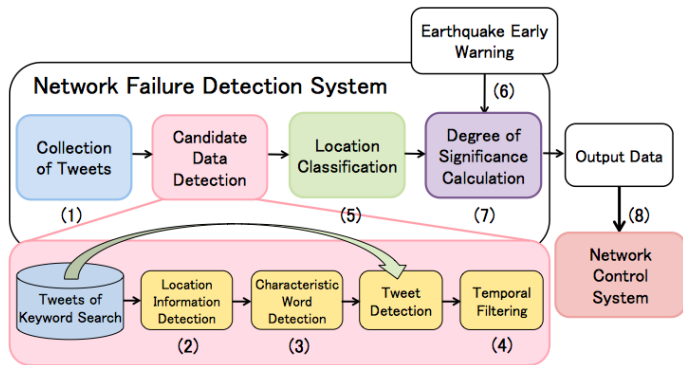 Earthquake Early
Warning
Network Failure Detection System
(6)
Collection
of Tweets
Candidate
Data
Detection
Location
Classification
Degree of
Significance
Calculation
Output Data
(1)
(5)
(7)
(8)
Tweets of
Keyword Search
Location
Information
Detection
Characteristic
Word
Detection
Tweet
Detection
Temporal
Filtering
(2)
(3)
(4)
Network
Control
System